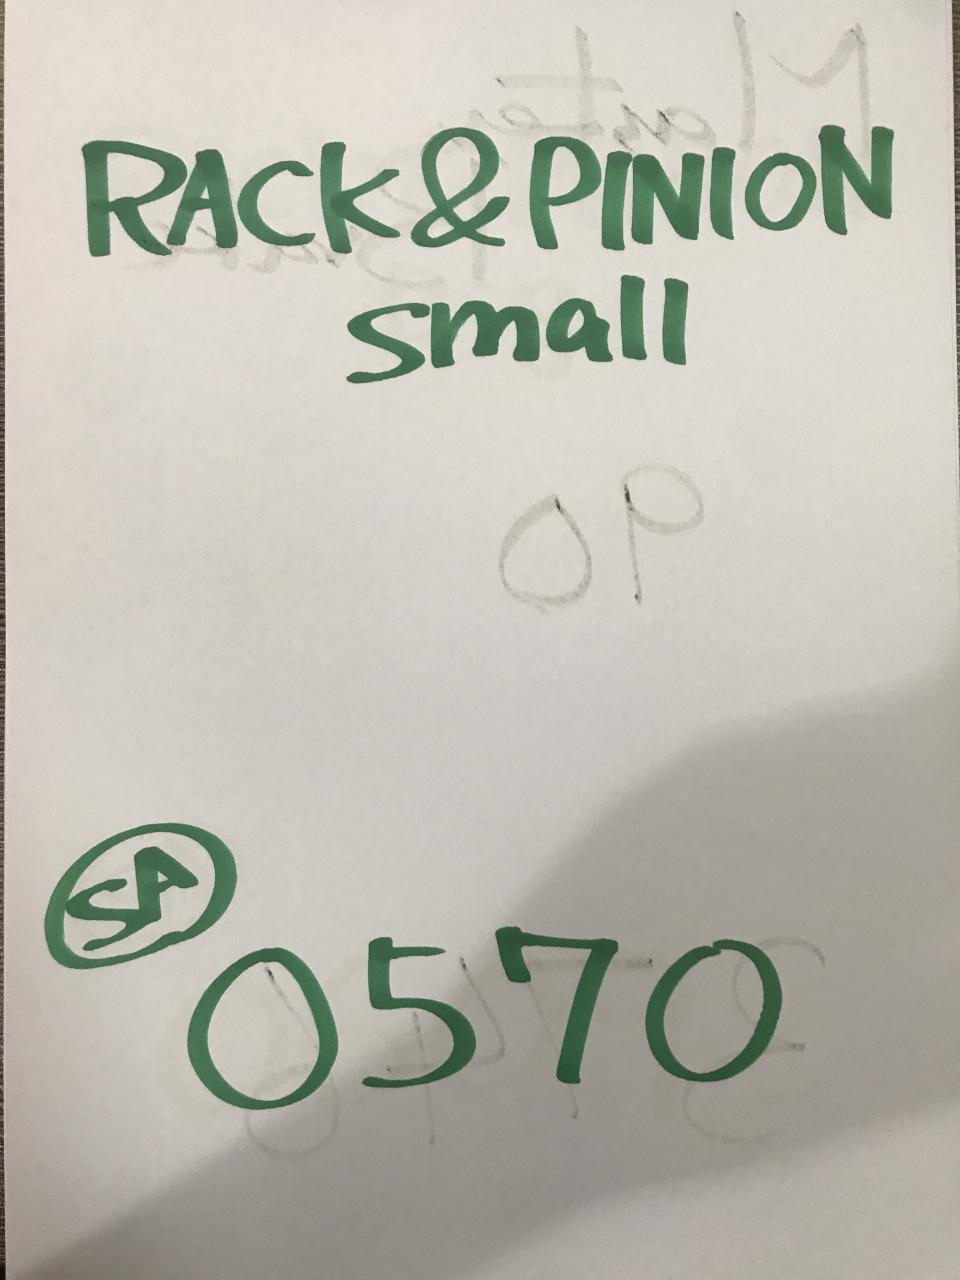 RACK & PINION
small
SA
0570